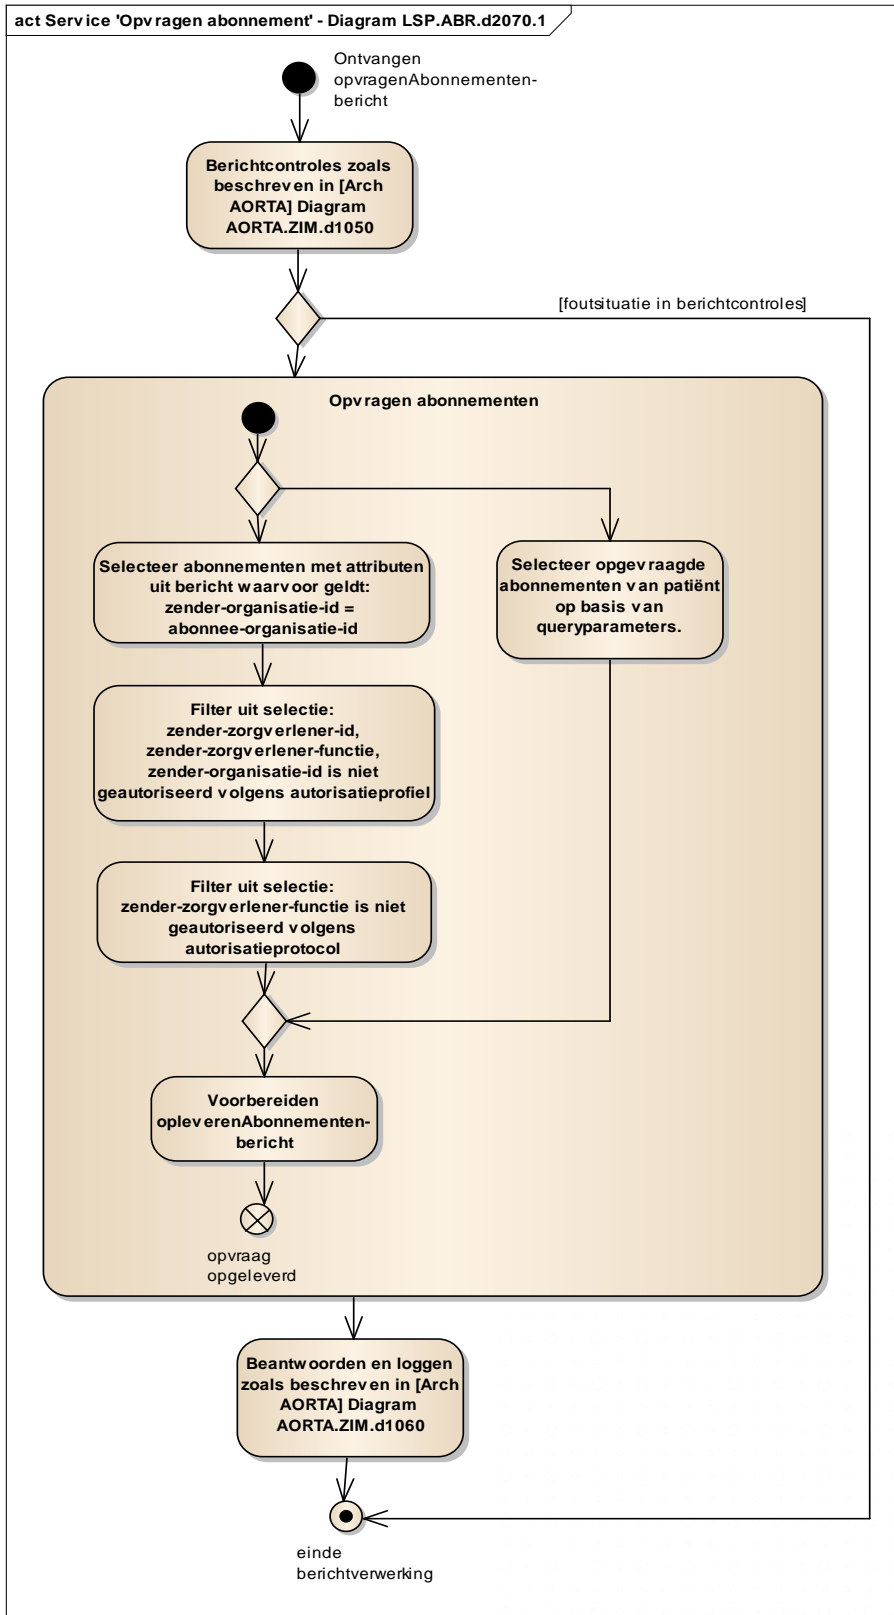 act Service 'Opvragen abonnement' - Diagram LSP.ABR.d2070.1
Ontvangen
opvragenAbonnementen-
bericht
Berichtcontroles zoals
beschreven in [Arch
AORTA] Diagram
AORTA.ZIM.d1050
[foutsituatie in berichtcontroles]
Opvragen abonnementen
Selecteer abonnementen met attributen
uit bericht waarvoor geldt:
zender-organisatie-id =
abonnee-organisatie-id
Selecteer opgevraagde
abonnementen van patiënt
op basis van
queryparameters.
Filter uit selectie:
zender-zorgverlener-id,
zender-zorgverlener-functie,
zender-organisatie-id is niet
geautoriseerd volgens autorisatieprofiel
Filter uit selectie:
zender-zorgverlener-functie is niet
geautoriseerd volgens
autorisatieprotocol
Voorbereiden
opleverenAbonnementen-
bericht
opvraag
opgeleverd
Beantwoorden en loggen
zoals beschreven in [Arch
AORTA] Diagram
AORTA.ZIM.d1060
einde
berichtverwerking